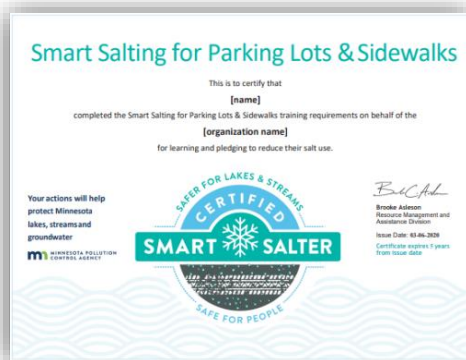 Smart Salting for Parking Lots & Sidewalks
This is to certify that
[name]
completed the Smart Salting for Parking Lots & Sidewalks training requirements on behalf of the
[organization name]
for learning and pledging to reduce their salt use.
Your actions will help
protect Minnesota
lakes, streams and
groundwater
MINNESOTA POLLUTION
CONTROL AGENCY
SAFER FOR LAKES & STREAMS
CERTIFIED
SMART SALTER
SAFE FOR PEOPLE
Brooke Asleson
Resource Management and
Assistance Division
Issue Date: 03-06-2020
Certificate expires 5 years
from issue date